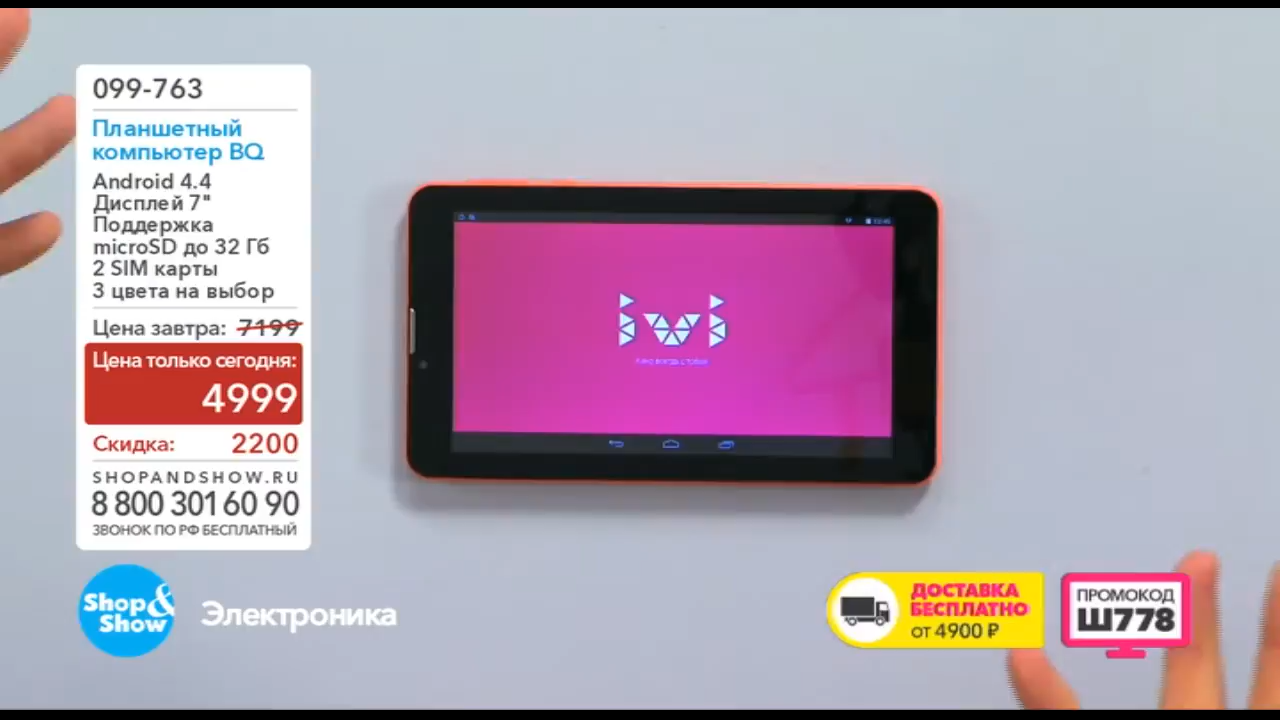 099-763
Планшетный
компьютер BQ
Android 4.4
Дисплей 7"
Поддержка
microSD до 32 Гб
2 SIM карты
3 цвета на выбор
Цена завтра: 7199
Цена только сегодня:
4999
Скидка: 2200
SHOPANDSHOW.RU
8 800 301 60 90
ЗВОНОК ПО РФ БЕСПЛАТНЫЙ
ivi
Shop&
Show
Электроника
ДОСТАВКА
БЕСПЛАТНО
от 4900 ₽
ПРОМОКОД
Ш778